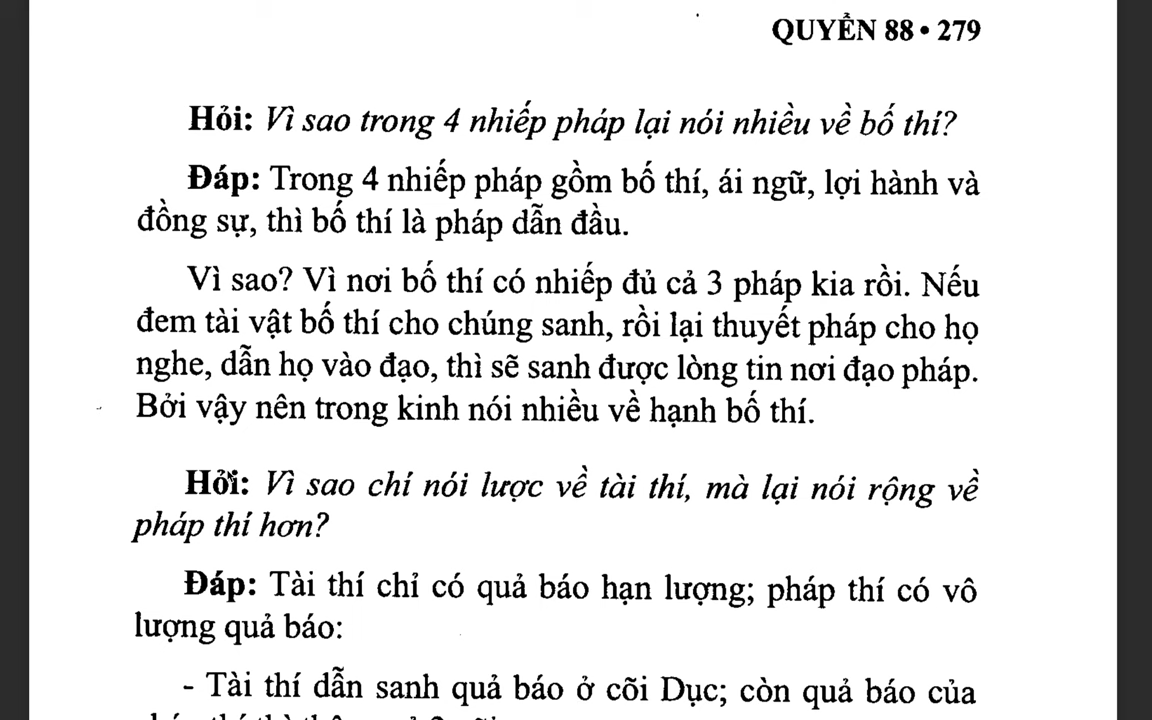 QUYỂN 88 • 279
Hỏi: Vì sao trong 4 nhiếp pháp lại nói nhiều về bố thí?
Đáp: Trong 4 nhiếp pháp gồm bố thí, ái ngữ, lợi hành và
đồng sự, thì bố thí là pháp dẫn đầu.
Vì sao? Vì nơi bố thí có nhiếp đủ cả 3 pháp kia rồi. Nếu
đem tài vật bố thí cho chúng sanh, rồi lại thuyết pháp cho họ
nghe, dẫn họ vào đạo, thì sẽ sanh được lòng tin nơi đạo pháp.
Bởi vậy nên trong kinh nói nhiều về hạnh bố thí.
Hỏi: Vì sao chí nói lược về tài thí, mà lại nói rộng về
pháp thí hơn?
Đáp: Tài thí chỉ có quả báo hạn lượng; pháp thí có vô
lượng quả báo:
- Tài thí dẫn sanh quả báo ở cõi Dục; còn quả báo của